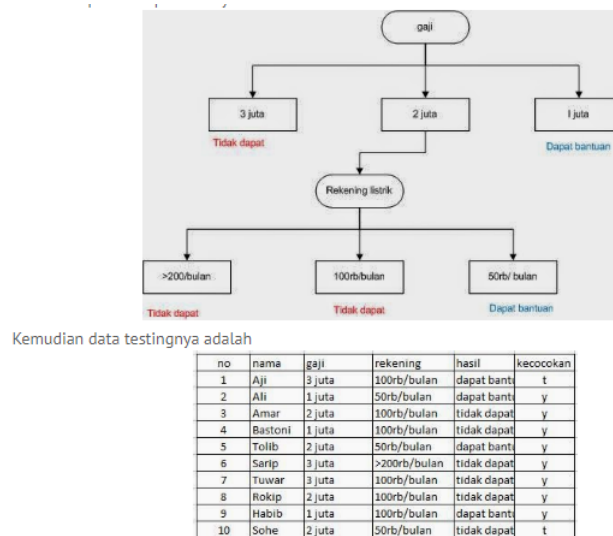 gaji
3 juta
2 juta
1 juta
Tidak dapat
Dapat bantuan
Rekening listrik
>200/bulan
100rb/bulan
50rb/ bulan
Tidak dapat
Tidak dapat
Dapat bantuan
Kemudian data testingnya adalah
no nama gaji rekening hasil kecocokan
1 Aji 3 juta 100rb/bulan dapat bantu t
2 Ali 1 juta 50rb/bulan dapat bantu y
3 Amar 2 juta 100rb/bulan tidak dapat y
4 Bastoni 1 juta 100rb/bulan tidak dapat y
5 Tolib 2 juta 50rb/bulan dapat bantu y
6 Sarip 3 juta >200rb/bulan tidak dapat y
7 Tuwar 3 juta 100rb/bulan tidak dapat y
8 Rokip 2 juta 100rb/bulan tidak dapat y
9 Habib 1 juta 100rb/bulan dapat bantu y
10 Sohe 2 juta 50rb/bulan tidak dapat t